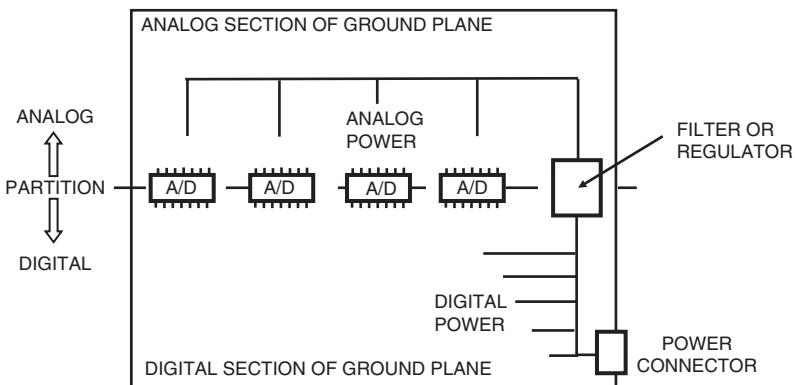 ANALOG SECTION OF GROUND PLANE
ANALOG
PARTITION
DIGITAL
ANALOG
POWER
FILTER OR
REGULATOR
A/D
A/D
A/D
A/D
DIGITAL
POWER
POWER
CONNECTOR
DIGITAL SECTION OF GROUND PLANE